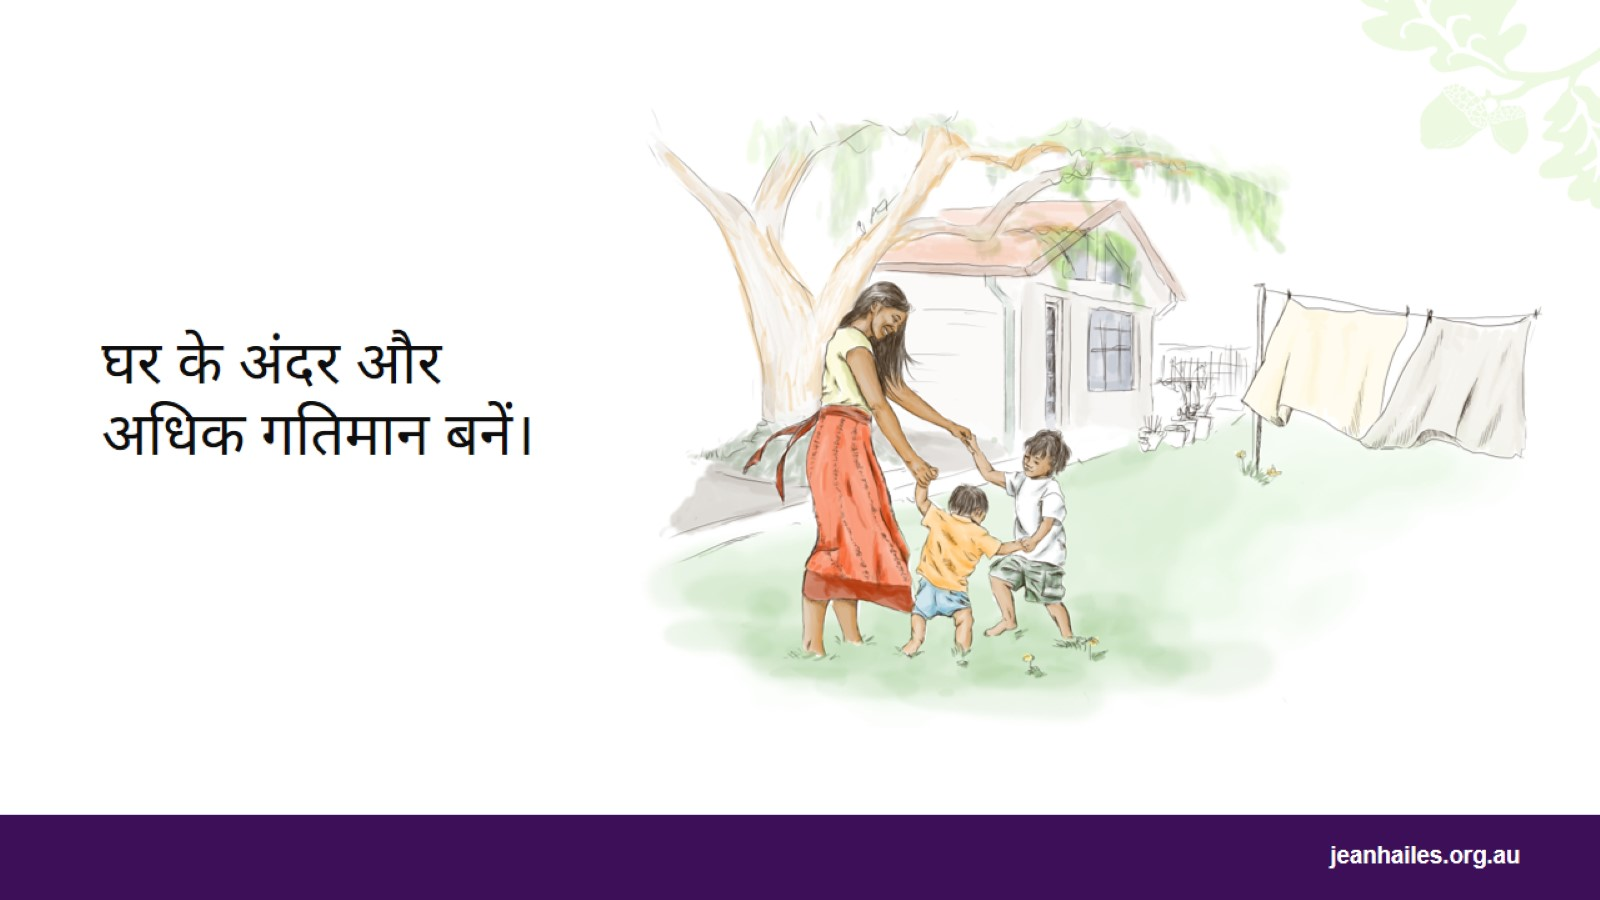 घर के अंदर और
अधिक गतिमान बनें।
jeanhailes.org.au